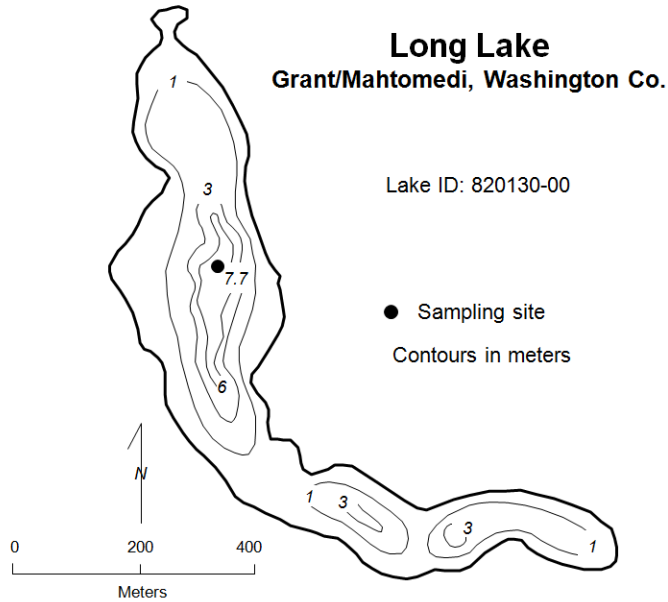 Long Lake
Grant/Mahtomedi, Washington Co.
1
Lake ID: 820130-00
3
7.7
Sampling site
Contours in meters
6
N
1
3
3
1
0 200 400
Meters